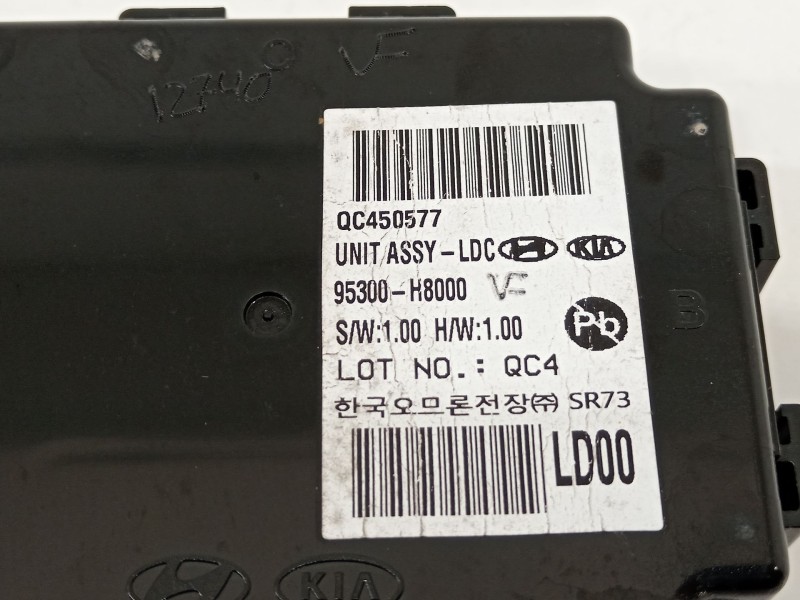 12740 VF
QC450577
UNIT ASSY-LDC KIA
95300-H8000 VF
S/W:1.00 H/W:1.00 Pb
LOT NO.: QC4
한국오므론전장㈜ SR73
LD00
B
KIA